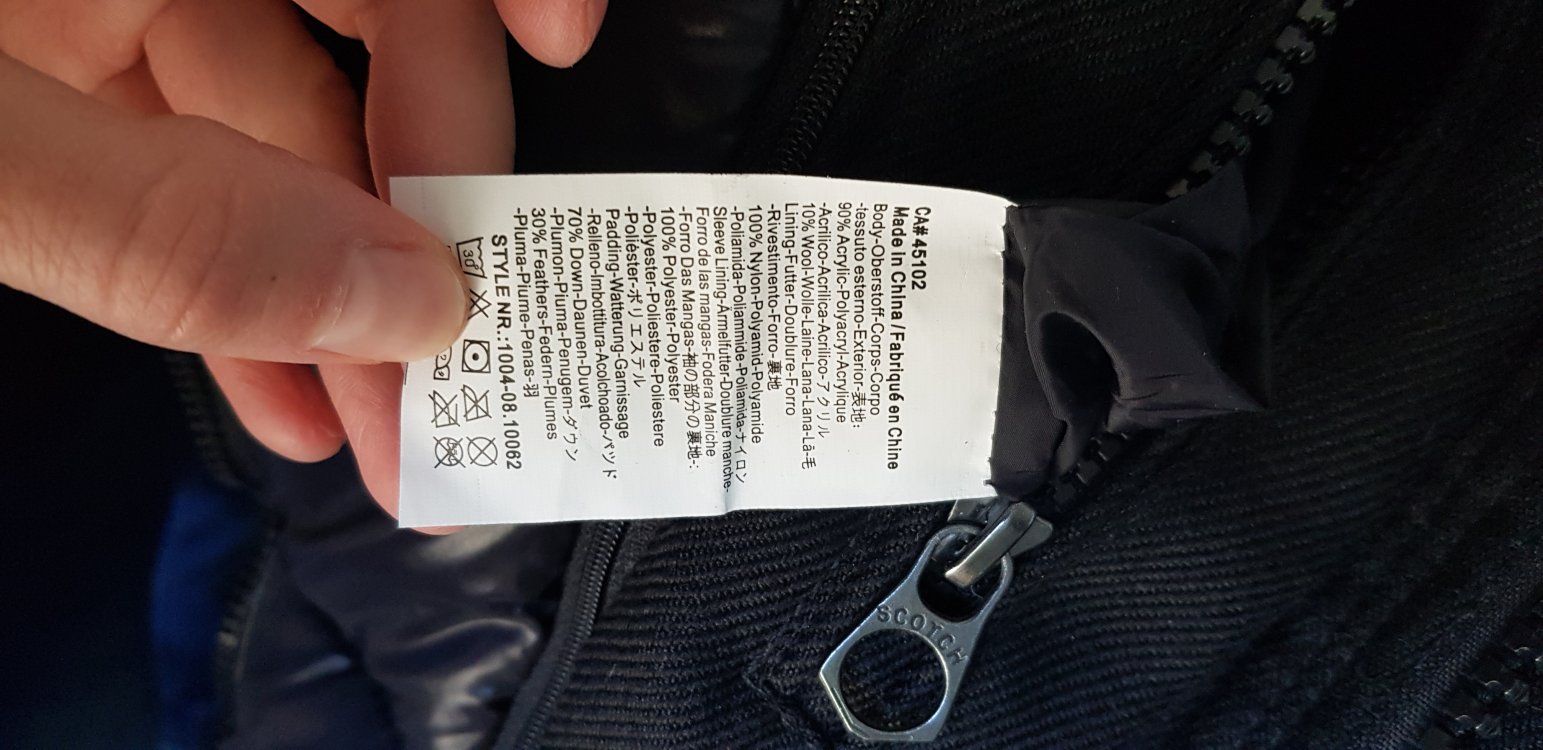 CA# 45102
Made in China /Fabriqué en Chine
Body-Oberstoff-Corps-Corpo
-tessuto esterno-Exterior-表地:
90% Acrylic-Polyacryl-Acrylique
-Acrilico-Acrílica-Acrílico-アクリル
10% Wool-Wolle-Laine-Lana-Lana-Lã-毛
Lining-Futter-Doublure-Forro
-Rivestimento-Forro-裏地
100% Nylon-Polyamid-Polyamide
-Poliamida-Poliammide-Poliamida-ナイロン
Sleeve Lining-Ärmelfutter-Doublure manche-
Forro de las mangas-Fodera Maniche
-Forro Das Mangas-袖の部分の裏地-:
100% Polyester-Polyester
-Polyester-Poliestere-Poliestere
-Poliéster-ポリエステル
Padding-Watterung-Garnissage
-Relleno-Imbottitura-Acolchoado-パッド
70% Down-Daunen-Duvet
-Plumon-Piuma-Penugem-ダウン
30% Feathers-Federn-Plumes
-Pluma-Piume-Penas-羽
STYLE NR.:1004-08.10062
30
SCOTCH